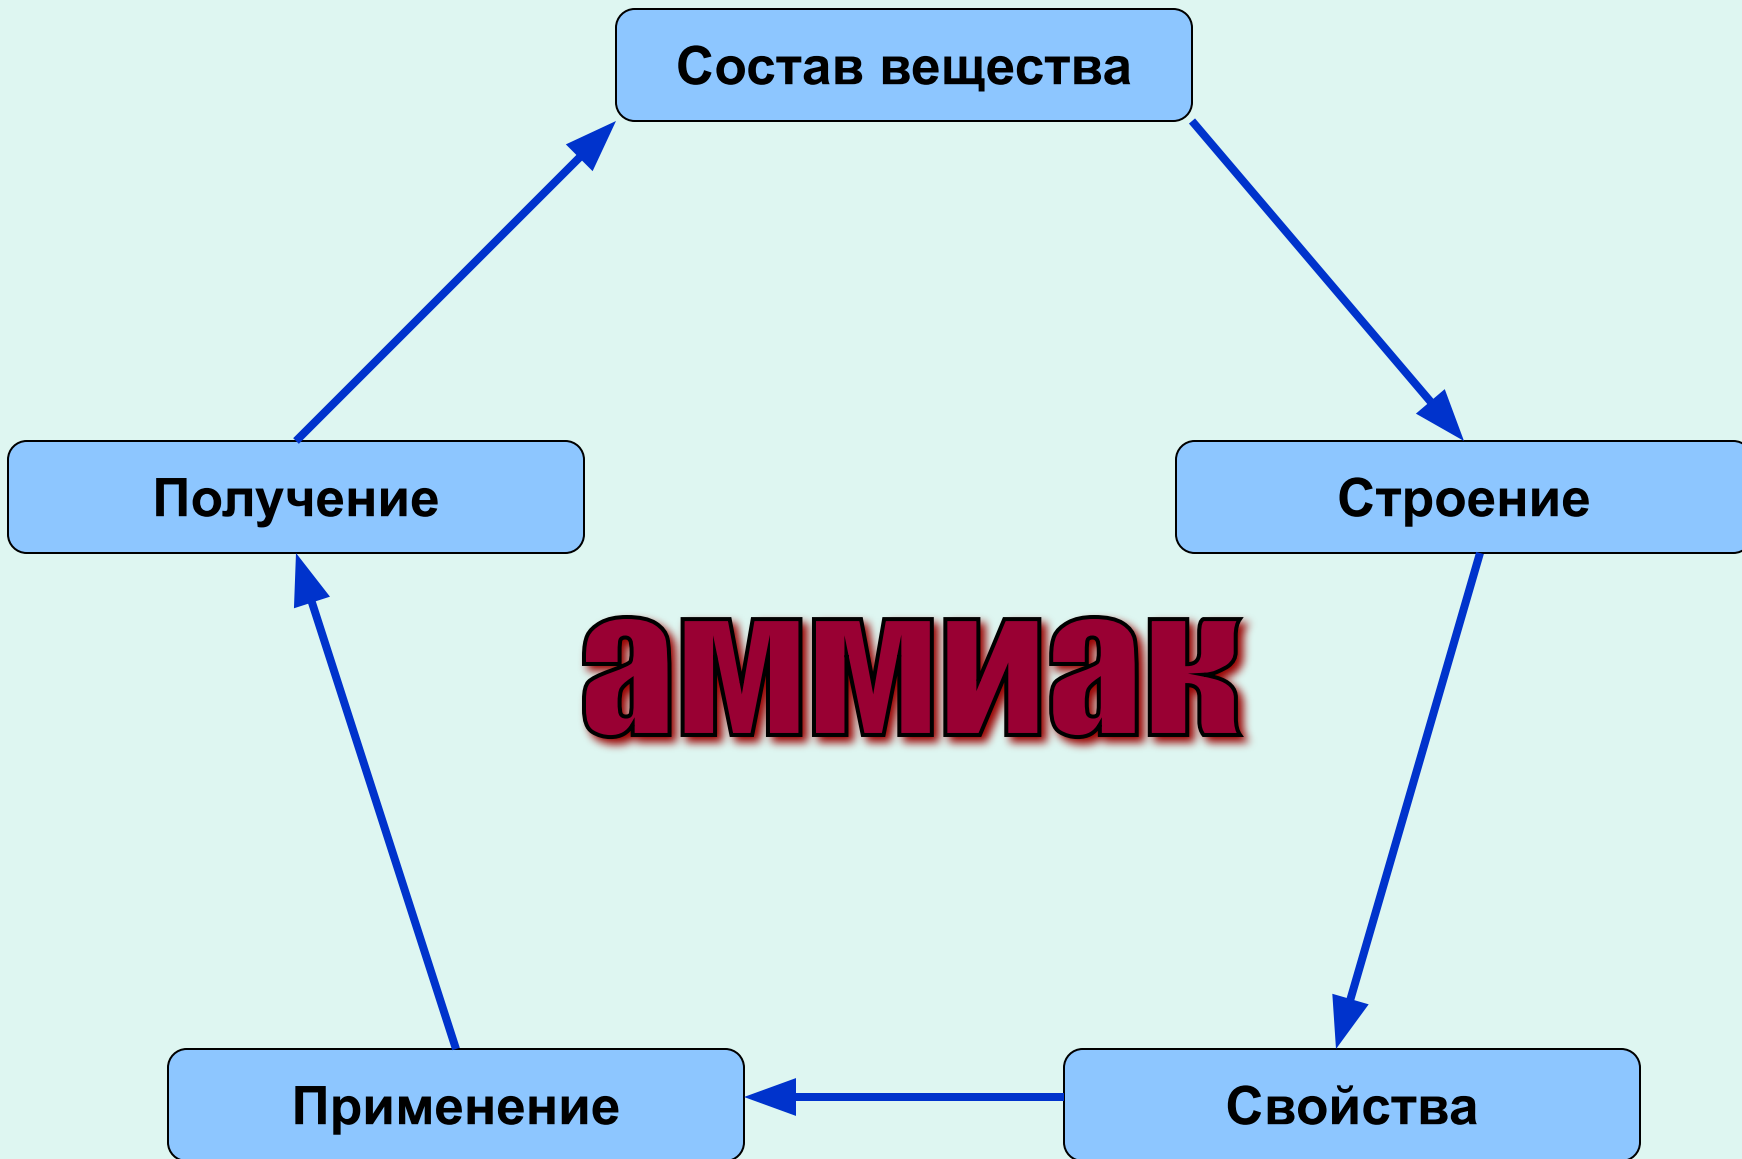 Состав вещества
Получение
Строение
аммиак
Применение
Свойства